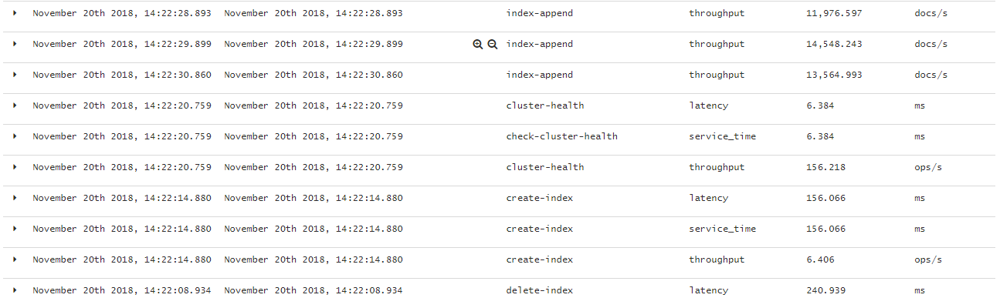 November 20th 2018, 14:22:28.893 November 20th 2018, 14:22:28.893 index-append throughput 11,976.597 docs/s
November 20th 2018, 14:22:29.899 November 20th 2018, 14:22:29.899 index-append throughput 14,548.243 docs/s
November 20th 2018, 14:22:30.860 November 20th 2018, 14:22:30.860 index-append throughput 13,564.993 docs/s
November 20th 2018, 14:22:20.759 November 20th 2018, 14:22:20.759 cluster-health latency 6.384 ms
November 20th 2018, 14:22:20.759 November 20th 2018, 14:22:20.759 check-cluster-health service_time 6.384 ms
November 20th 2018, 14:22:20.759 November 20th 2018, 14:22:20.759 cluster-health throughput 156.218 ops/s
November 20th 2018, 14:22:14.880 November 20th 2018, 14:22:14.880 create-index latency 156.066 ms
November 20th 2018, 14:22:14.880 November 20th 2018, 14:22:14.880 create-index service_time 156.066 ms
November 20th 2018, 14:22:14.880 November 20th 2018, 14:22:14.880 create-index throughput 6.406 ops/s
November 20th 2018, 14:22:08.934 November 20th 2018, 14:22:08.934 delete-index latency 240.939 ms